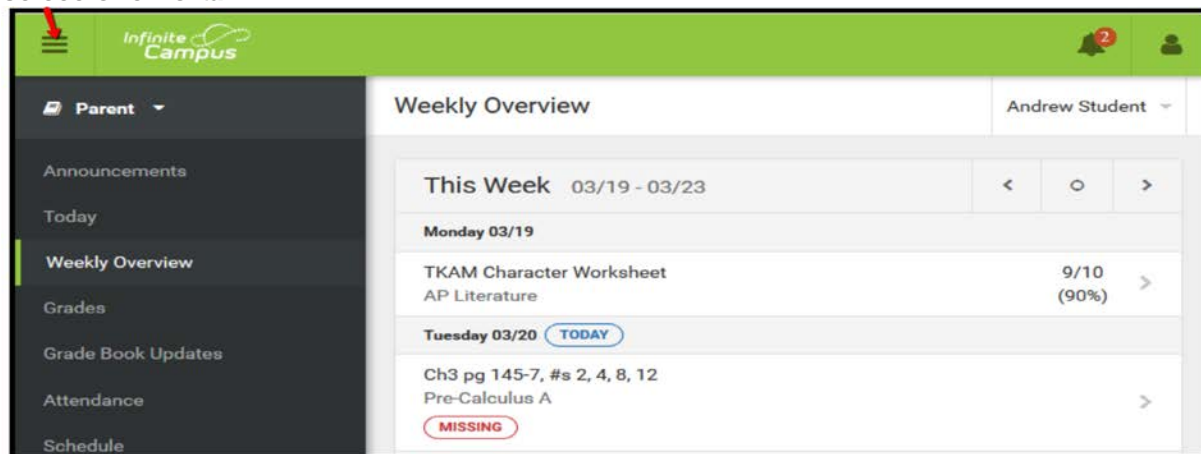 Infinite
Campus
2
Parent
Weekly Overview
Andrew Student
Announcements
Today
Weekly Overview
Grades
Grade Book Updates
Attendance
Schedule
This Week 03/19 - 03/23
Monday 03/19
TKAM Character Worksheet
AP Literature
9/10
(90%)
Tuesday 03/20 TODAY
Ch3 pg 145-7, #s 2, 4, 8, 12
Pre-Calculus A
MISSING